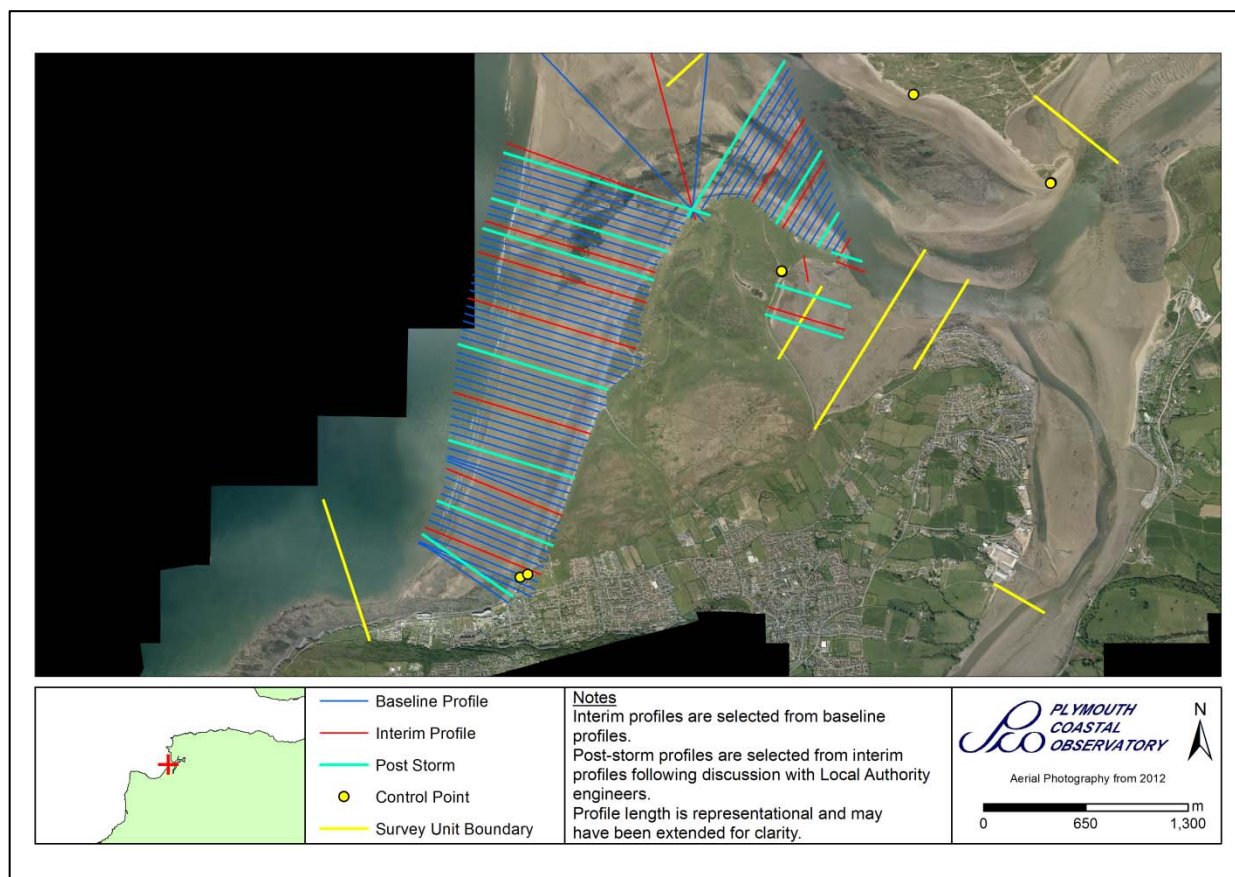 Baseline Profile
Interim Profile
Post Storm
Control Point
Survey Unit Boundary
Notes
Interim profiles are selected from baseline
profiles.
Post-storm profiles are selected from interim
profiles following discussion with Local Authority
engineers.
Profile length is representational and may
have been extended for clarity.
PLYMOUTH
COASTAL
OBSERVATORY
N
Aerial Photography from 2012
m
0 650 1,300